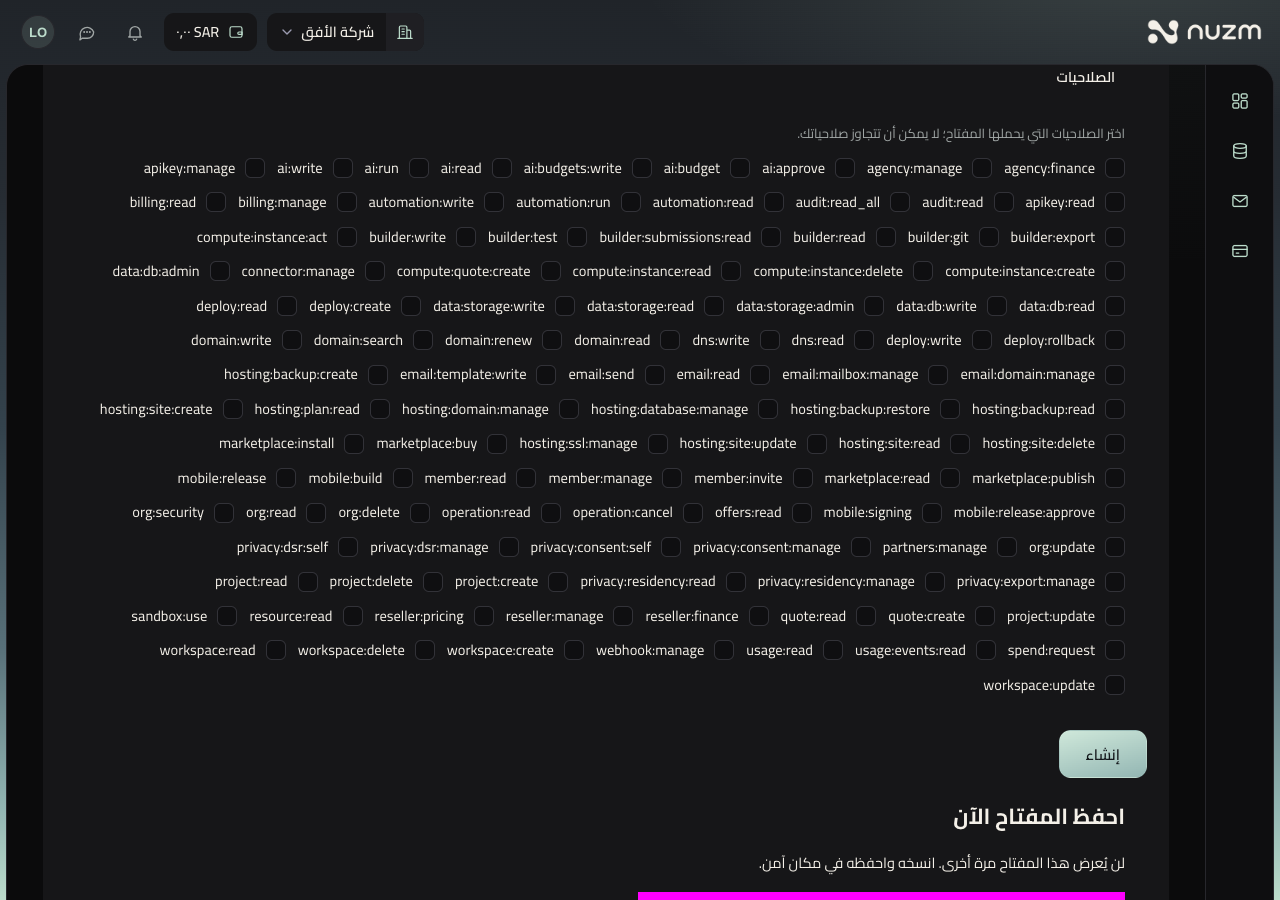 nuzm
شركة الأفق
٠,٠٠ SAR
LO
الصلاحيات
اختر الصلاحيات التي يحملها المفتاح؛ لا يمكن أن تتجاوز صلاحياتك.
agency:finance agency:manage ai:approve ai:budget ai:budgets:write ai:read ai:run ai:write apikey:manage
apikey:read audit:read audit:read_all automation:read automation:run automation:write billing:manage billing:read
builder:export builder:git builder:read builder:submissions:read builder:test builder:write compute:instance:act
compute:instance:create compute:instance:delete compute:instance:read compute:quote:create connector:manage data:db:admin
data:db:read data:db:write data:storage:admin data:storage:read data:storage:write deploy:create deploy:read
deploy:rollback deploy:write dns:read dns:write domain:read domain:renew domain:search domain:write
email:domain:manage email:mailbox:manage email:read email:send email:template:write hosting:backup:create
hosting:backup:read hosting:backup:restore hosting:database:manage hosting:domain:manage hosting:plan:read hosting:site:create
hosting:site:delete hosting:site:read hosting:site:update hosting:ssl:manage marketplace:buy marketplace:install
marketplace:publish marketplace:read member:invite member:manage member:read mobile:build mobile:release
mobile:release:approve mobile:signing offers:read operation:cancel operation:read org:delete org:read org:security
org:update partners:manage privacy:consent:manage privacy:consent:self privacy:dsr:manage privacy:dsr:self
privacy:export:manage privacy:residency:manage privacy:residency:read project:create project:delete project:read
project:update quote:create quote:read reseller:finance reseller:manage reseller:pricing resource:read sandbox:use
spend:request usage:events:read usage:read webhook:manage workspace:create workspace:delete workspace:read
workspace:update
إنشاء
احفظ المفتاح الآن
لن يُعرض هذا المفتاح مرة أخرى. انسخه واحفظه في مكان آمن.